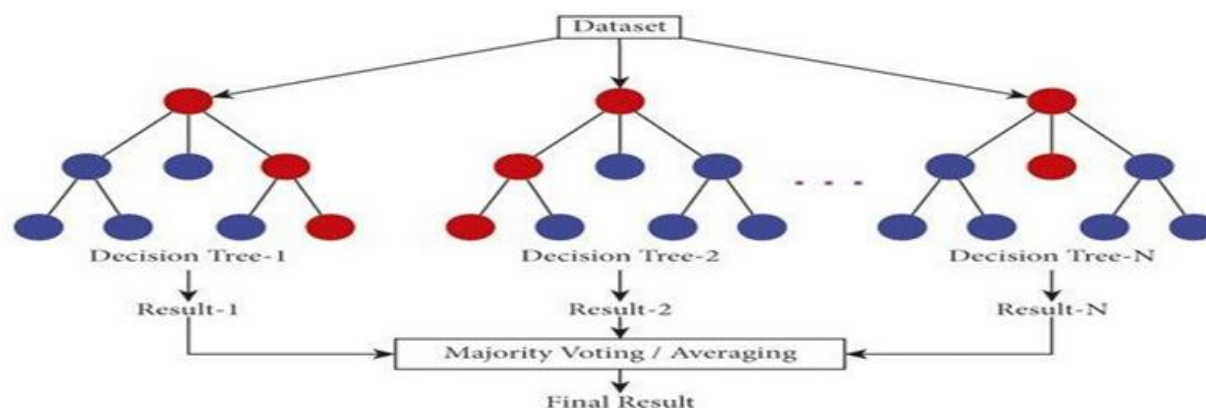 Dataset
Decision Tree-1
Decision Tree-2
Decision Tree-N
Result-1
Result-2
Result-N
Majority Voting / Averaging
Final Result